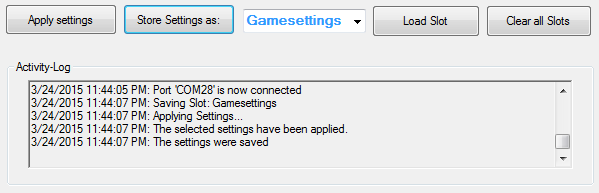 Apply settings
Store Settings as:
Gamesettings
Load Slot
Clear all Slots
Activity-Log
3/24/2015 11:44:05 PM: Port 'COM28' is now connected
3/24/2015 11:44:07 PM: Saving Slot: Gamesettings
3/24/2015 11:44:07 PM: Applying Settings...
3/24/2015 11:44:07 PM: The selected settings have been applied.
3/24/2015 11:44:07 PM: The settings were saved